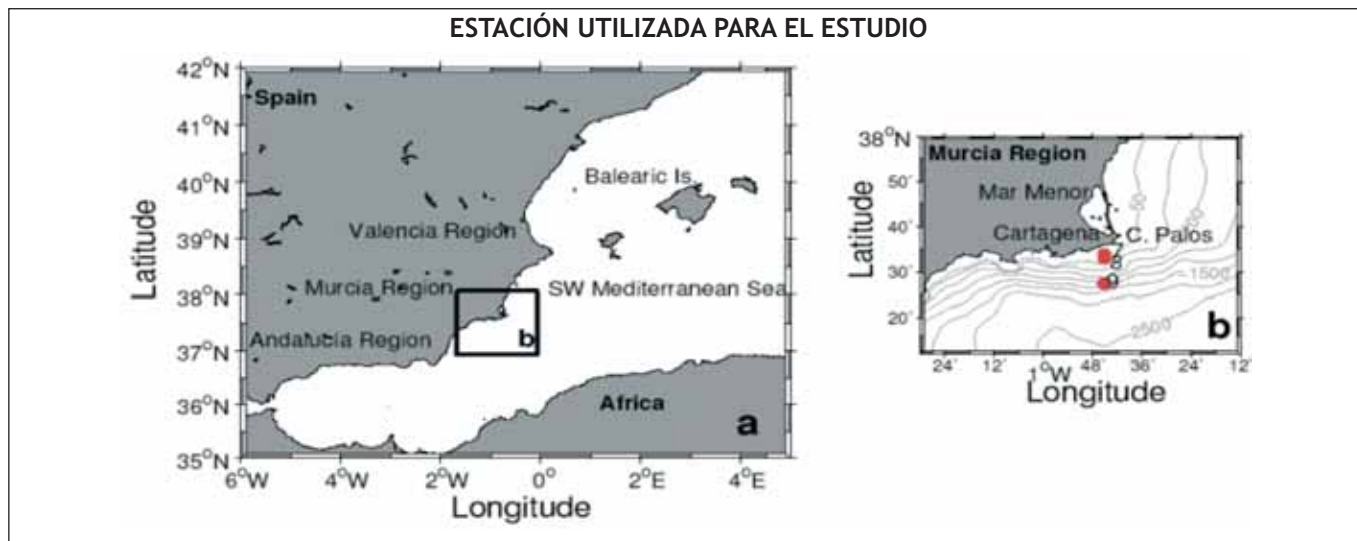 ESTACIÓN UTILIZADA PARA EL ESTUDIO
42°N
Spain
41°N
40°N
Balearic Is.
39°N
Valencia Region
38°N
Murcia Region
SW Mediterranean Sea
37°N
Andalucía Region
b
36°N
Africa
a
35°N
6°W 4°W 2°W 0° 2°E 4°E
Longitude
Latitude
38°N
Murcia Region
50'
Mar Menor
40'
Cartagena
C. Palos
7
8
30'
9
1500
20'
2500
b
24' 12' 1°W 48' 36' 24' 12'
Longitude
Latitude